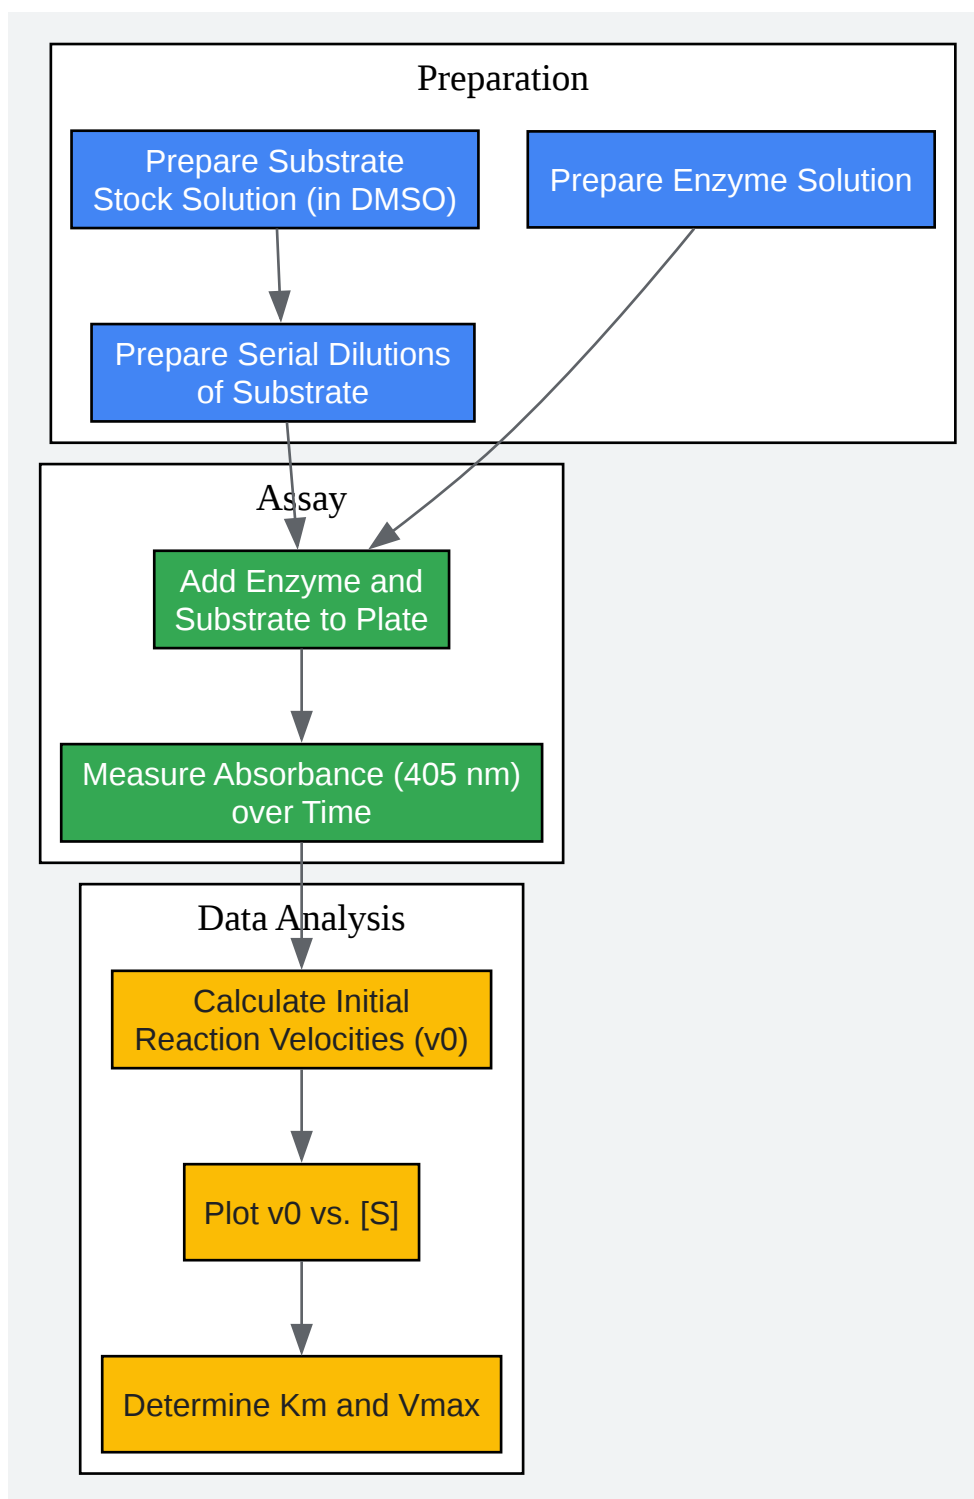 Preparation
Prepare Substrate
Stock Solution (in DMSO)
Prepare Enzyme Solution
Prepare Serial Dilutions
of Substrate
Assay
Add Enzyme and
Substrate to Plate
Measure Absorbance (405 nm)
over Time
Data Analysis
Calculate Initial
Reaction Velocities (v0)
Plot v0 vs. [S]
Determine Km and Vmax